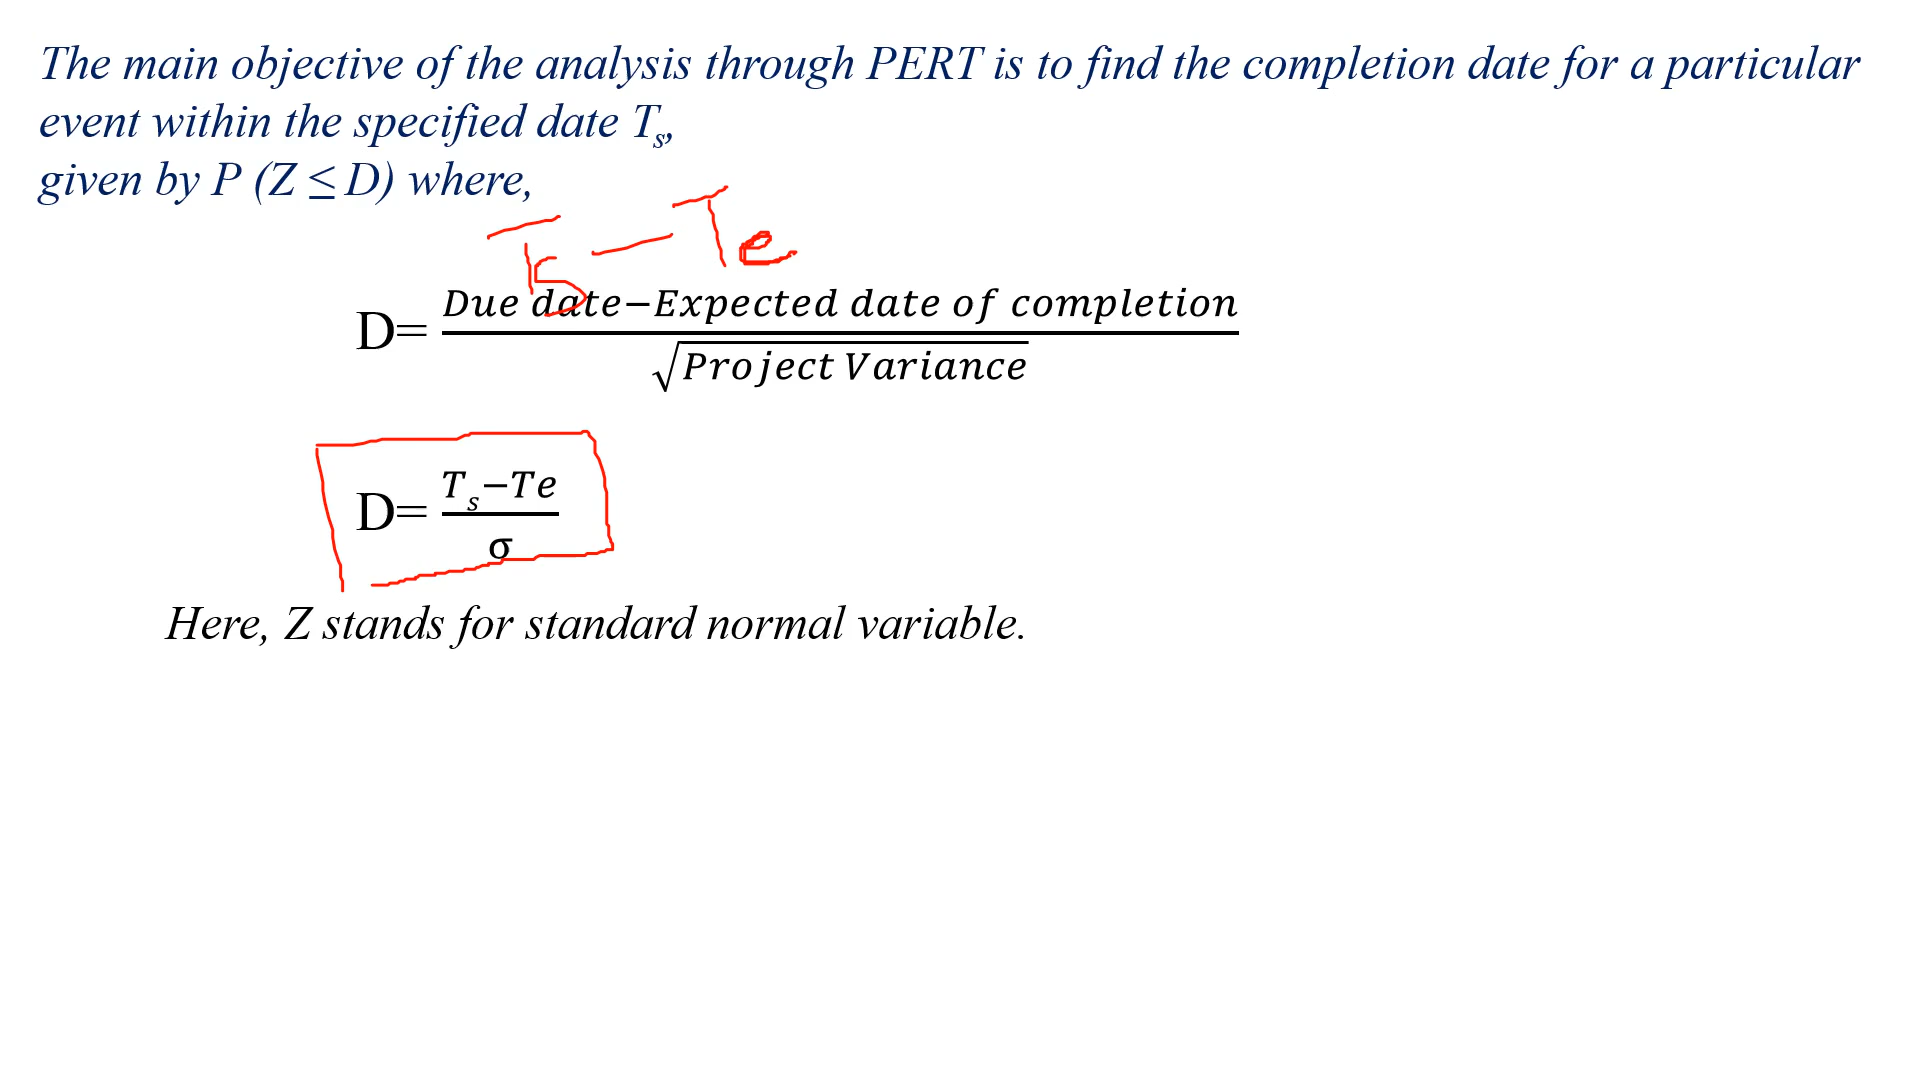 The main objective of the analysis through PERT is to find the completion date for a particular
event within the specified date Ts,
given by P (Z ≤ D) where,
Ts — Te
D= Due date−Expected date of completion
√Project Variance
D= Ts−Te
σ
Here, Z stands for standard normal variable.